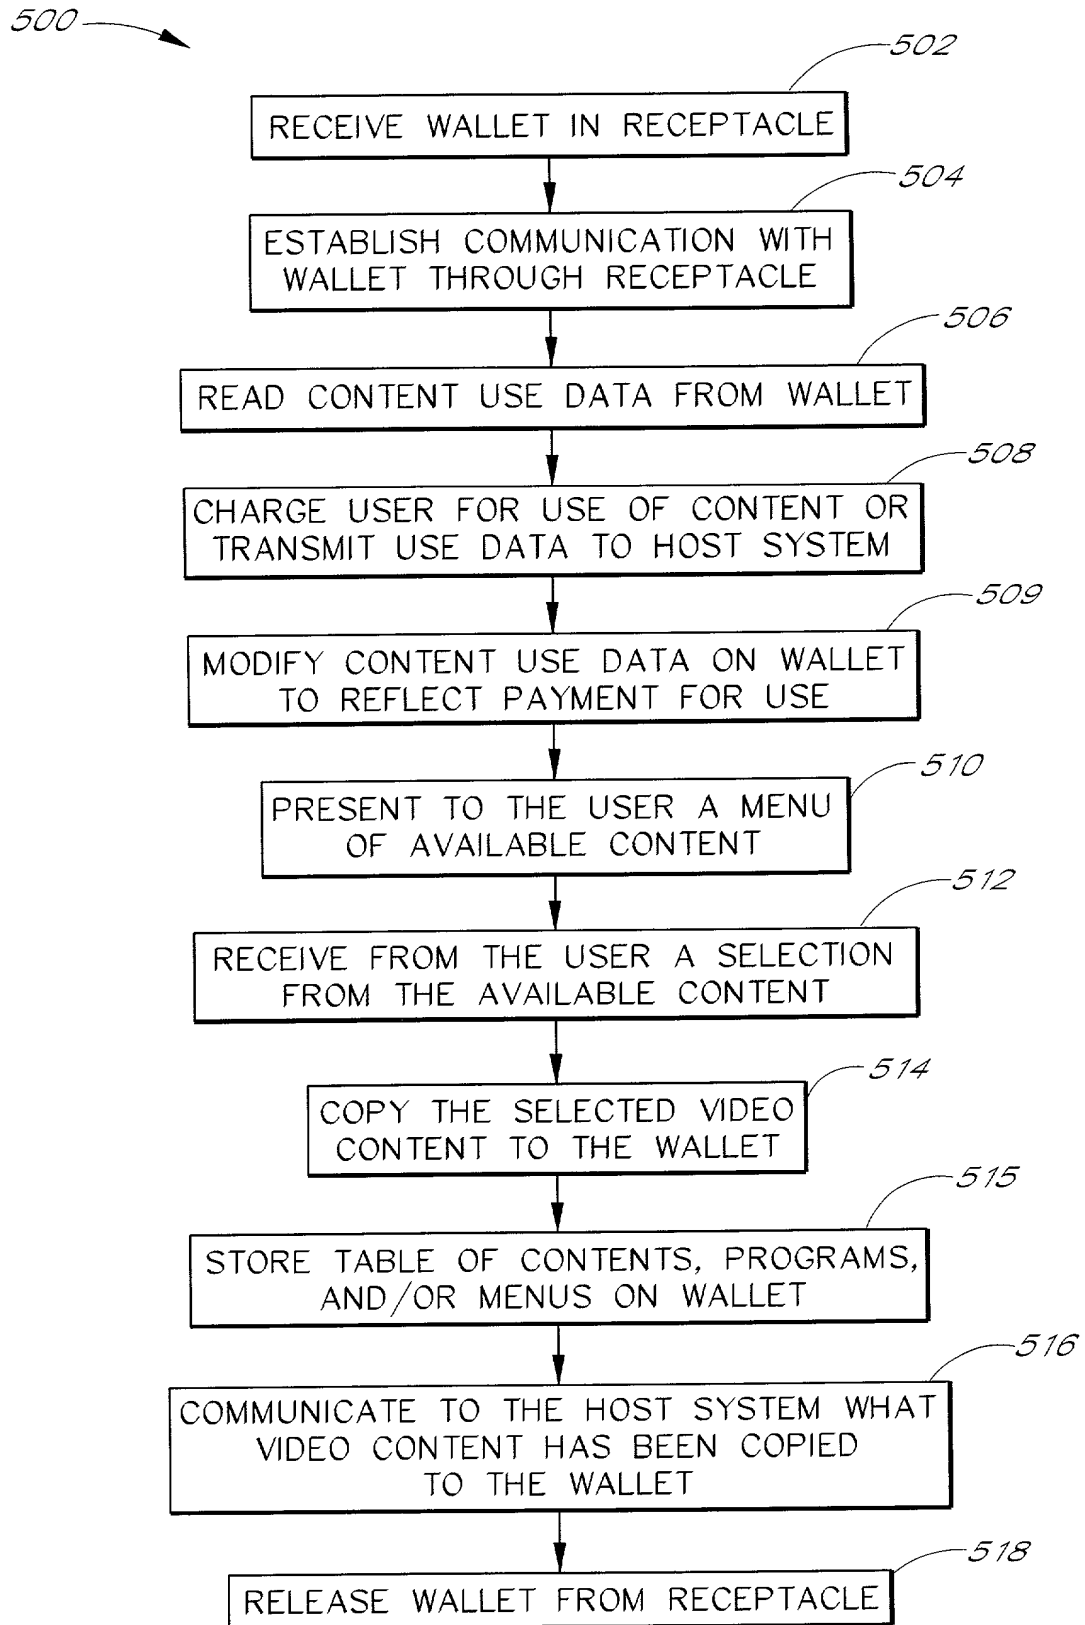 500
502
RECEIVE WALLET IN RECEPTACLE
504
ESTABLISH COMMUNICATION WITH
WALLET THROUGH RECEPTACLE
506
READ CONTENT USE DATA FROM WALLET
508
CHARGE USER FOR USE OF CONTENT OR
TRANSMIT USE DATA TO HOST SYSTEM
509
MODIFY CONTENT USE DATA ON WALLET
TO REFLECT PAYMENT FOR USE
510
PRESENT TO THE USER A MENU
OF AVAILABLE CONTENT
512
RECEIVE FROM THE USER A SELECTION
FROM THE AVAILABLE CONTENT
514
COPY THE SELECTED VIDEO
CONTENT TO THE WALLET
515
STORE TABLE OF CONTENTS, PROGRAMS,
AND/OR MENUS ON WALLET
516
COMMUNICATE TO THE HOST SYSTEM WHAT
VIDEO CONTENT HAS BEEN COPIED
TO THE WALLET
518
RELEASE WALLET FROM RECEPTACLE